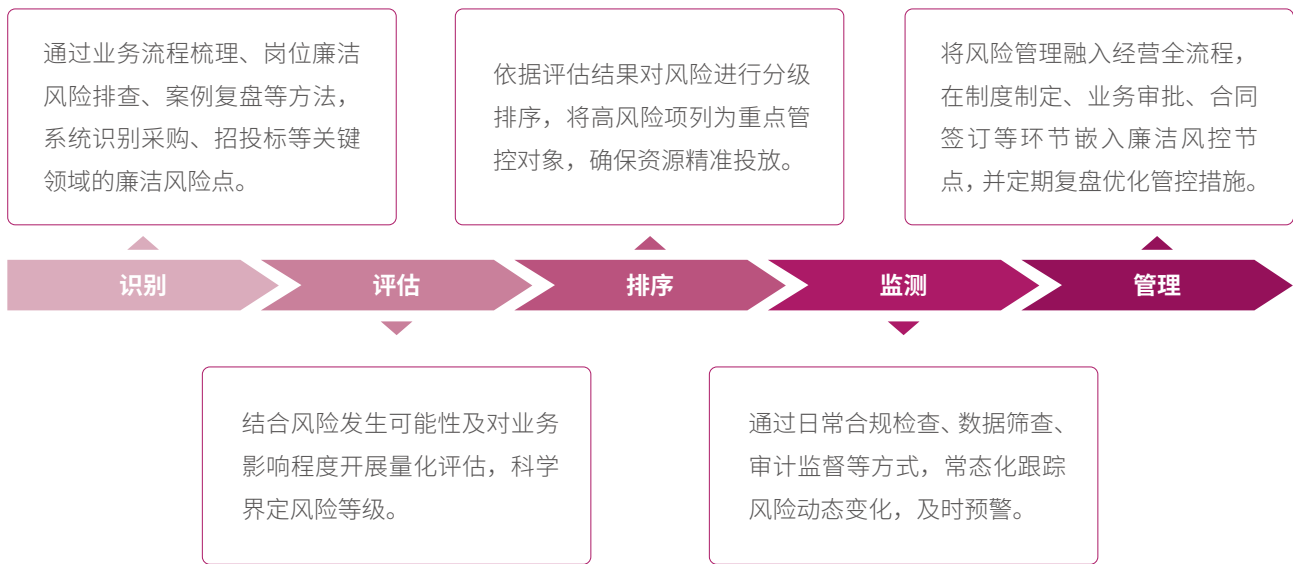 通过业务流程梳理、岗位廉洁
风险排查、案例复盘等方法，
系统识别采购、招投标等关键
领域的廉洁风险点。
依据评估结果对风险进行分级
排序，将高风险项列为重点管
控对象，确保资源精准投放。
将风险管理融入经营全流程，
在制度制定、业务审批、合同
签订等环节嵌入廉洁风控节
点，并定期复盘优化管控措施。
识别
评估
排序
监测
管理
结合风险发生可能性及对业务
影响程度开展量化评估，科学
界定风险等级。
通过日常合规检查、数据筛查、
审计监督等方式，常态化跟踪
风险动态变化，及时预警。